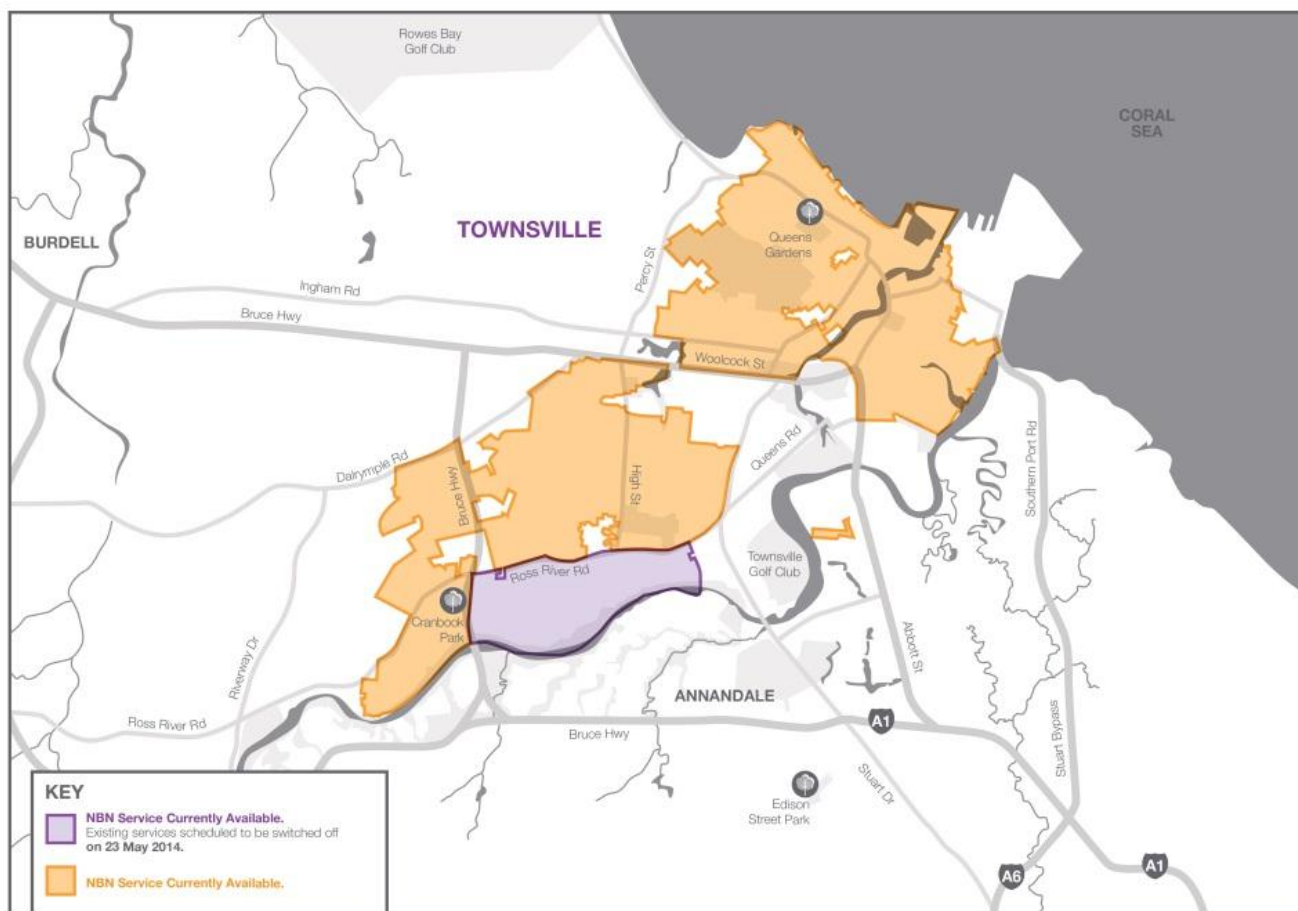 Rowes Bay
Golf Club
CORAL
SEA
TOWNSVILLE
BURDELL
Queens
Gardens
Percy St
Ingham Rd
Bruce Hwy
Woolcock St
Dalrymple Rd
Bruce Hwy
High St
Queens Rd
Southern Port Rd
Ross River Rd
Townsville
Golf Club
Cranbook
Park
Riverway Dr
Abbott St
ANNANDALE
Ross River Rd
Bruce Hwy
A1
Stuart Bypass
Stuart Dr
Edison
Street Park
A6
A1
KEY
NBN Service Currently Available.
Existing services scheduled to be switched off
on 23 May 2014.
NBN Service Currently Available.